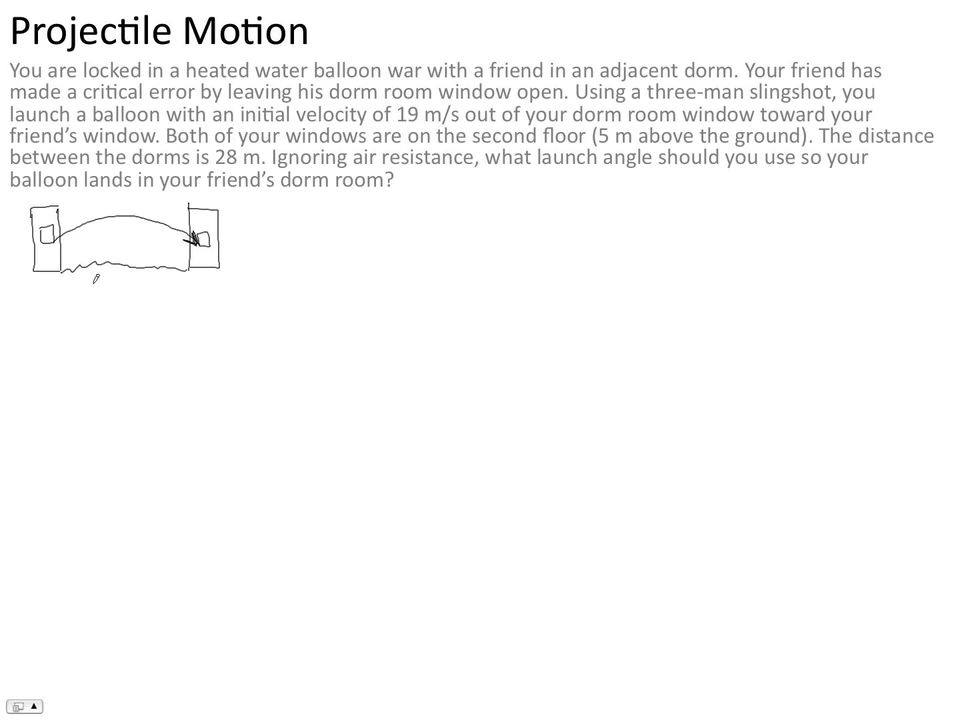 Projectile Motion
You are locked in a heated water balloon war with a friend in an adjacent dorm. Your friend has
made a critical error by leaving his dorm room window open. Using a three-man slingshot, you
launch a balloon with an initial velocity of 19 m/s out of your dorm room window toward your
friend’s window. Both of your windows are on the second floor (5 m above the ground). The distance
between the dorms is 28 m. Ignoring air resistance, what launch angle should you use so your
balloon lands in your friend’s dorm room?